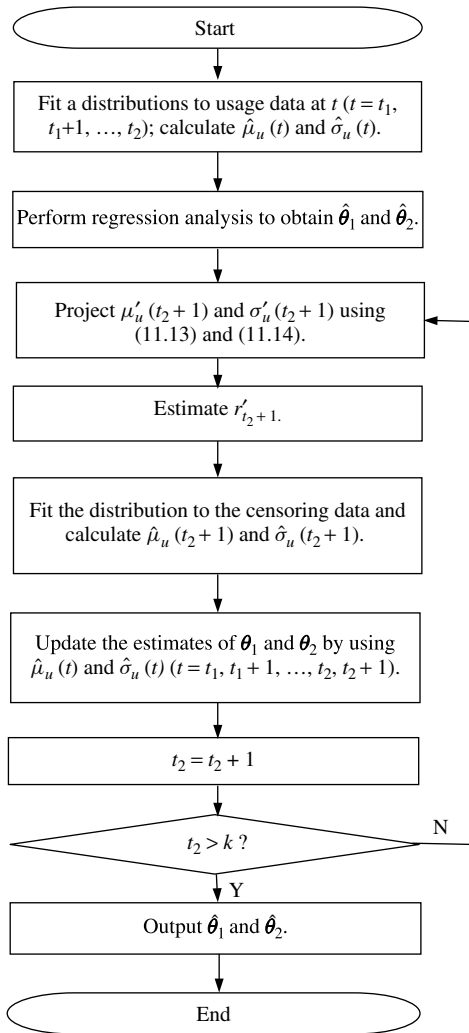 Start
Fit a distributions to usage data at t (t = t₁,
t₁+1, …, t₂); calculate μ̂ᵤ (t) and σ̂ᵤ (t).
Perform regression analysis to obtain θ̂₁ and θ̂₂.
Project μ′ᵤ (t₂ + 1) and σ′ᵤ (t₂ + 1) using
(11.13) and (11.14).
Estimate r′ₜ₂₊₁.
Fit the distribution to the censoring data and
calculate μ̂ᵤ (t₂ + 1) and σ̂ᵤ (t₂ + 1).
Update the estimates of θ₁ and θ₂ by using
μ̂ᵤ (t) and σ̂ᵤ (t) (t = t₁, t₁ + 1, …, t₂, t₂ + 1).
t₂ = t₂ + 1
t₂ > k ?
N
Y
Output θ̂₁ and θ̂₂.
End